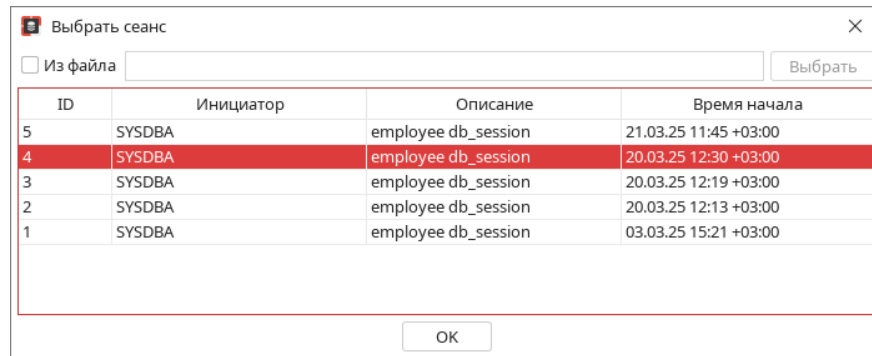 Выбрать сеанс
Из файла Выбрать
ID Инициатор Описание Время начала
5 SYSDBA employee db_session 21.03.25 11:45 +03:00
4 SYSDBA employee db_session 20.03.25 12:30 +03:00
3 SYSDBA employee db_session 20.03.25 12:19 +03:00
2 SYSDBA employee db_session 20.03.25 12:13 +03:00
1 SYSDBA employee db_session 03.03.25 15:21 +03:00
OK